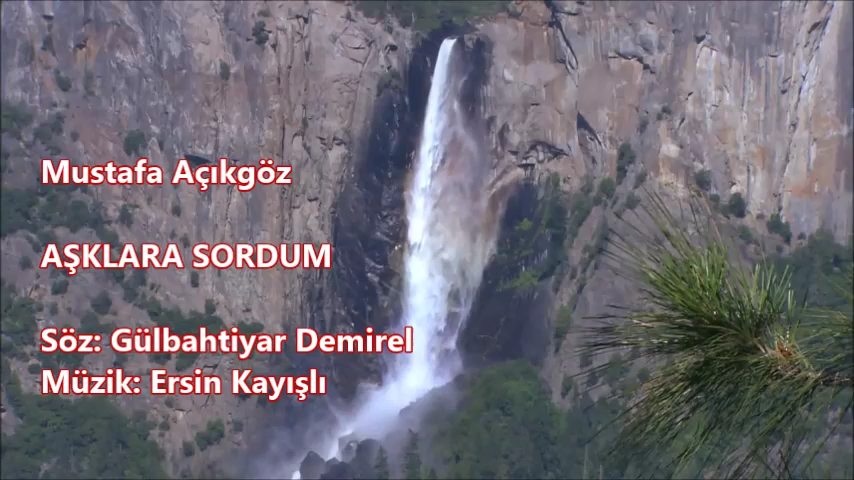 Mustafa Açıkgöz
AŞKLARA SORDUM
Söz: Gülbahtiyar Demirel
Müzik: Ersin Kayışlı